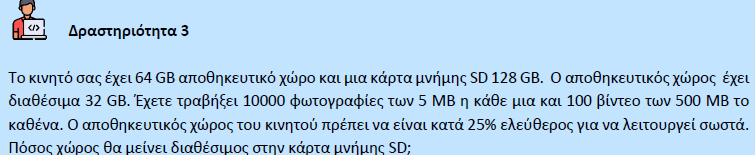 Δραστηριότητα 3
Το κινητό σας έχει 64 GB αποθηκευτικό χώρο και μια κάρτα μνήμης SD 128 GB. Ο αποθηκευτικός χώρος έχει
διαθέσιμα 32 GB. Έχετε τραβήξει 10000 φωτογραφίες των 5 MB η κάθε μια και 100 βίντεο των 500 MB το
καθένα. Ο αποθηκευτικός χώρος του κινητού πρέπει να είναι κατά 25% ελεύθερος για να λειτουργεί σωστά.
Πόσος χώρος θα μείνει διαθέσιμος στην κάρτα μνήμης SD;